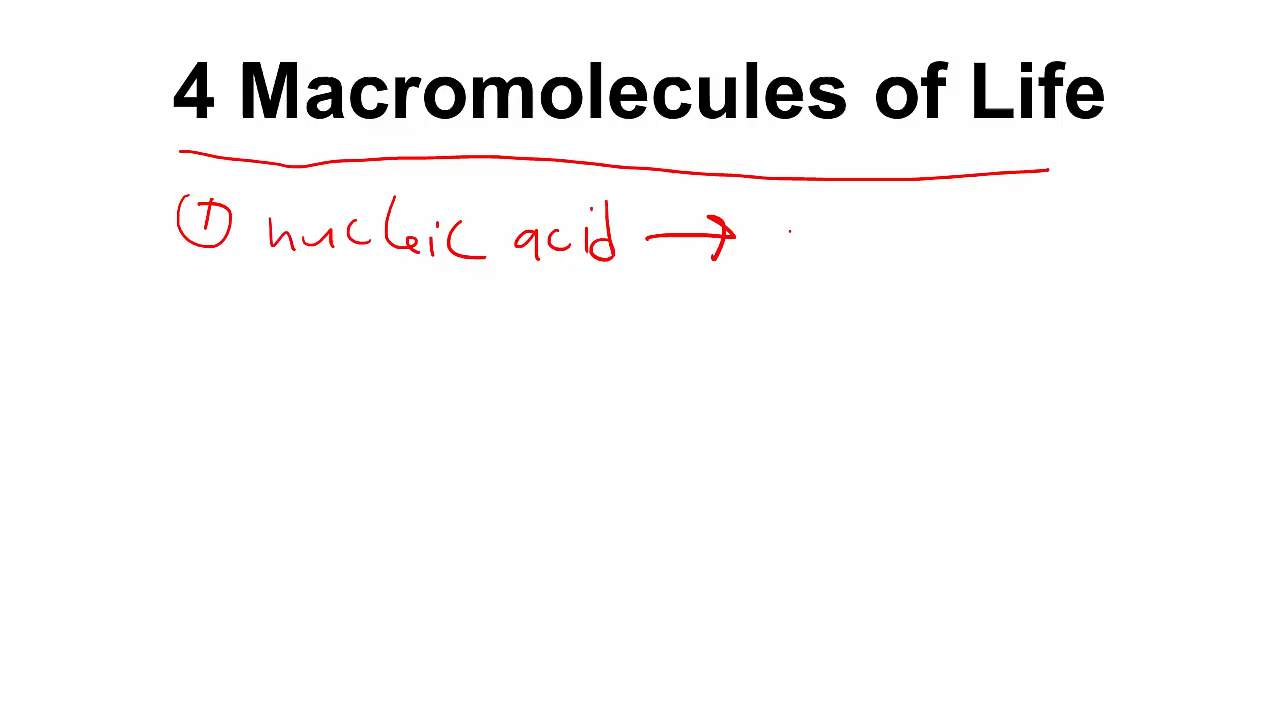 4 Macromolecules of Life
① nucleic acid →